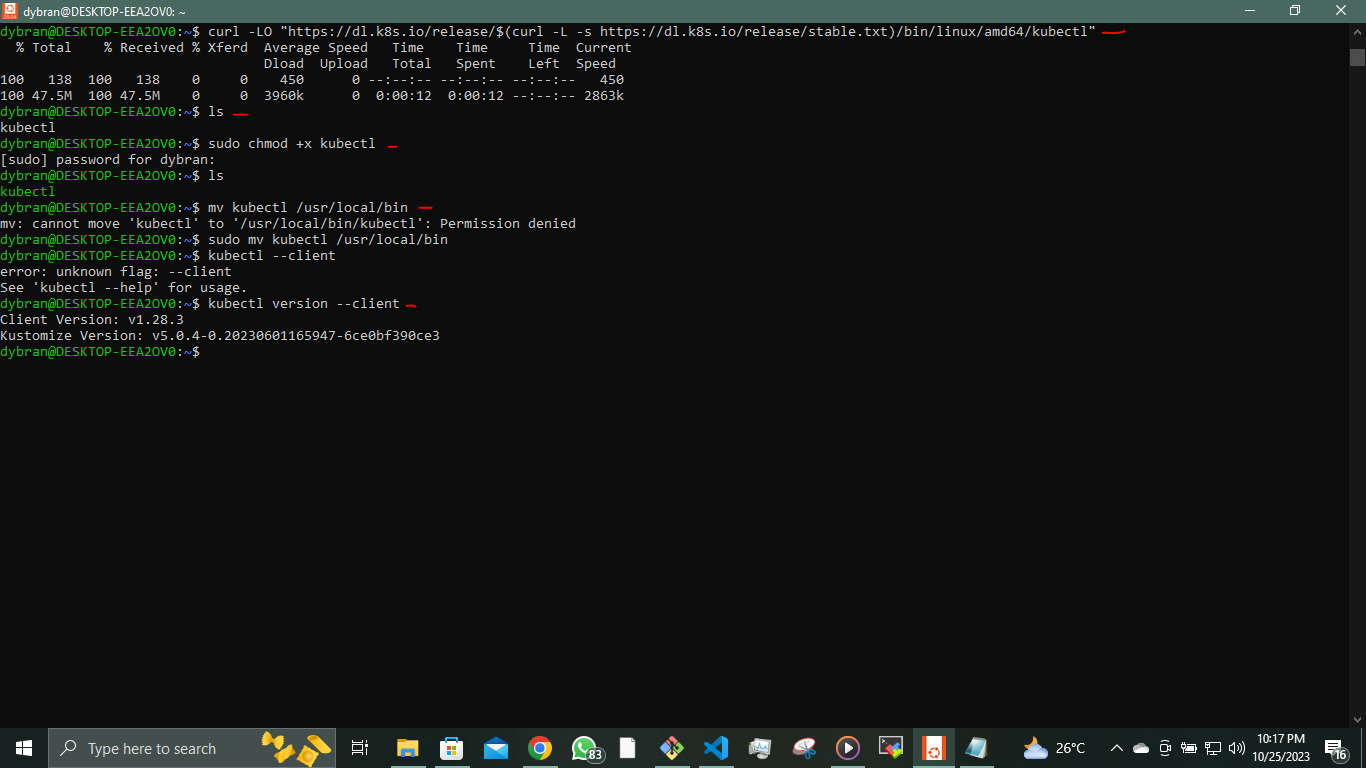 dybran@DESKTOP-EEA2OV0: ~
dybran@DESKTOP-EEA2OV0:~$ curl -LO "https://dl.k8s.io/release/$(curl -L -s https://dl.k8s.io/release/stable.txt)/bin/linux/amd64/kubectl"
  % Total    % Received % Xferd  Average Speed   Time    Time     Time  Current
                                 Dload  Upload   Total   Spent    Left  Speed
100   138  100   138    0     0    450      0 --:--:-- --:--:-- --:--:--   450
100 47.5M  100 47.5M    0     0  3960k      0  0:00:12  0:00:12 --:--:-- 2863k
dybran@DESKTOP-EEA2OV0:~$ ls
kubectl
dybran@DESKTOP-EEA2OV0:~$ sudo chmod +x kubectl
[sudo] password for dybran:
dybran@DESKTOP-EEA2OV0:~$ ls
kubectl
dybran@DESKTOP-EEA2OV0:~$ mv kubectl /usr/local/bin
mv: cannot move 'kubectl' to '/usr/local/bin/kubectl': Permission denied
dybran@DESKTOP-EEA2OV0:~$ sudo mv kubectl /usr/local/bin
dybran@DESKTOP-EEA2OV0:~$ kubectl --client
error: unknown flag: --client
See 'kubectl --help' for usage.
dybran@DESKTOP-EEA2OV0:~$ kubectl version --client
Client Version: v1.28.3
Kustomize Version: v5.0.4-0.20230601165947-6ce0bf390ce3
dybran@DESKTOP-EEA2OV0:~$
Type here to search
83
26°C
10:17 PM
10/25/2023
16